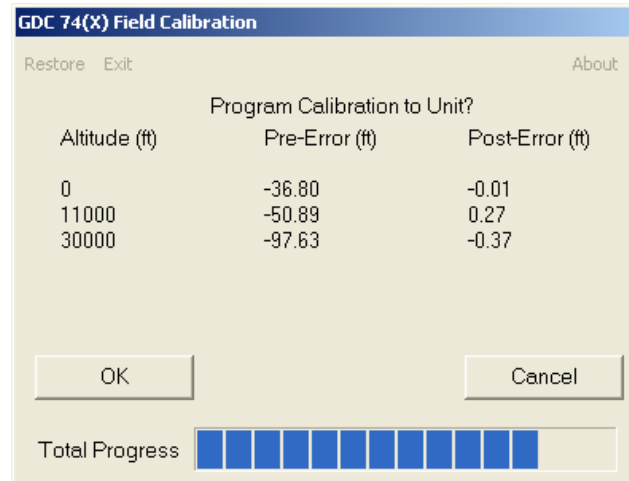 GDC 74(X) Field Calibration
Restore Exit About
Program Calibration to Unit?
Altitude (ft) Pre-Error (ft) Post-Error (ft)
0 -36.80 -0.01
11000 -50.89 0.27
30000 -97.63 -0.37
OK Cancel
Total Progress